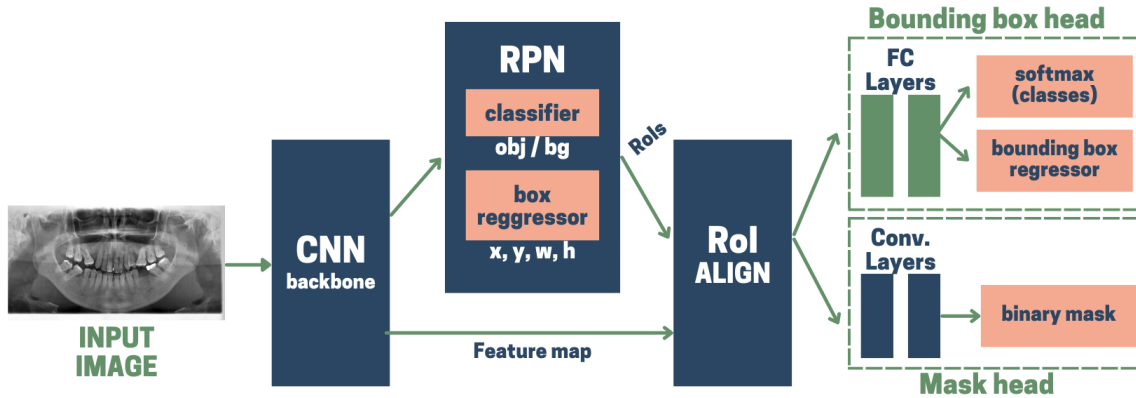 INPUT
IMAGE
CNN
backbone
RPN
classifier
obj / bg
box
reggressor
x, y, w, h
RoIs
Feature map
RoI
ALIGN
Bounding box head
FC
Layers
softmax
(classes)
bounding box
regressor
Conv.
Layers
binary mask
Mask head